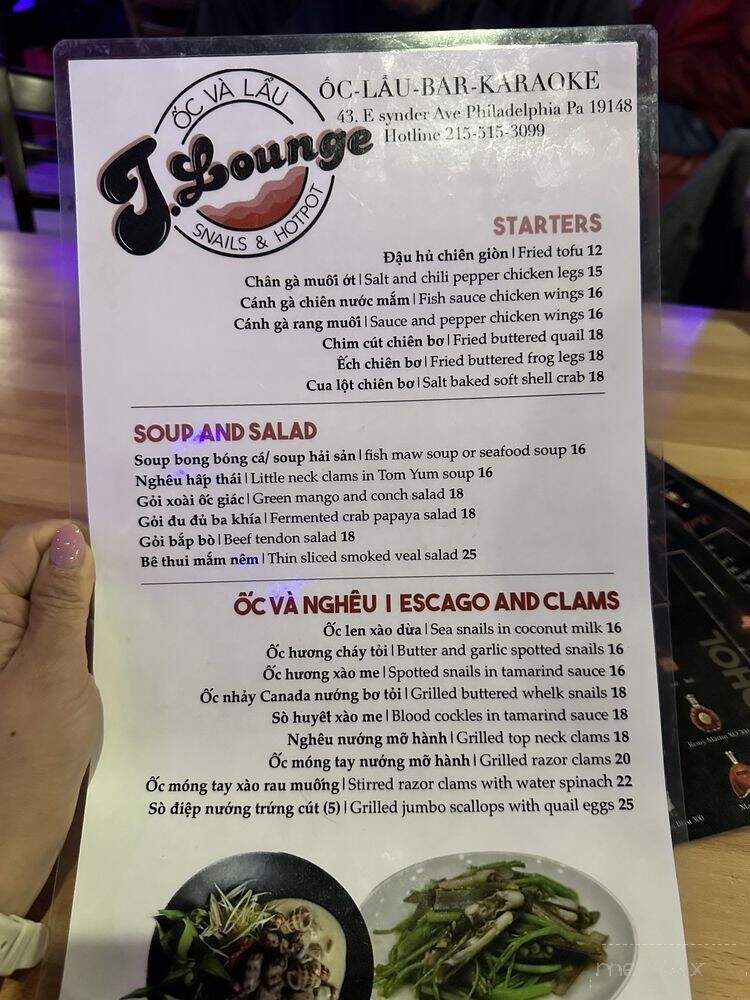 ỐC VÀ LẨU
J.Lounge
SNAILS & HOTPOT
ỐC-LẨU-BAR-KARAOKE
43. E synder Ave Philadelphia Pa 19148
Hotline 215-515-3099
STARTERS
Đậu hủ chiên giòn | Fried tofu 12
Chân gà muối ớt | Salt and chili pepper chicken legs 15
Cánh gà chiên nước mắm | Fish sauce chicken wings 16
Cánh gà rang muối | Sauce and pepper chicken wings 16
Chim cút chiên bơ | Fried buttered quail 18
Ếch chiên bơ | Fried buttered frog legs 18
Cua lột chiên bơ | Salt baked soft shell crab 18
SOUP AND SALAD
Soup bong bóng cá/ soup hải sản | fish maw soup or seafood soup 16
Nghêu hấp thái | Little neck clams in Tom Yum soup 16
Gỏi xoài ốc giác | Green mango and conch salad 18
Gỏi đu đủ ba khía | Fermented crab papaya salad 18
Gỏi bắp bò | Beef tendon salad 18
Bê thui mắm nêm | Thin sliced smoked veal salad 25
ỐC VÀ NGHÊU | ESCAGO AND CLAMS
Ốc len xào dừa | Sea snails in coconut milk 16
Ốc hương cháy tỏi | Butter and garlic spotted snails 16
Ốc hương xào me | Spotted snails in tamarind sauce 16
Ốc nhảy Canada nướng bơ tỏi | Grilled buttered whelk snails 18
Sò huyết xào me | Blood cockles in tamarind sauce 18
Nghêu nướng mỡ hành | Grilled top neck clams 18
Ốc móng tay nướng mỡ hành | Grilled razor clams 20
Ốc móng tay xào rau muống | Stirred razor clams with water spinach 22
Sò điệp nướng trứng cút (5) | Grilled jumbo scallops with quail eggs 25